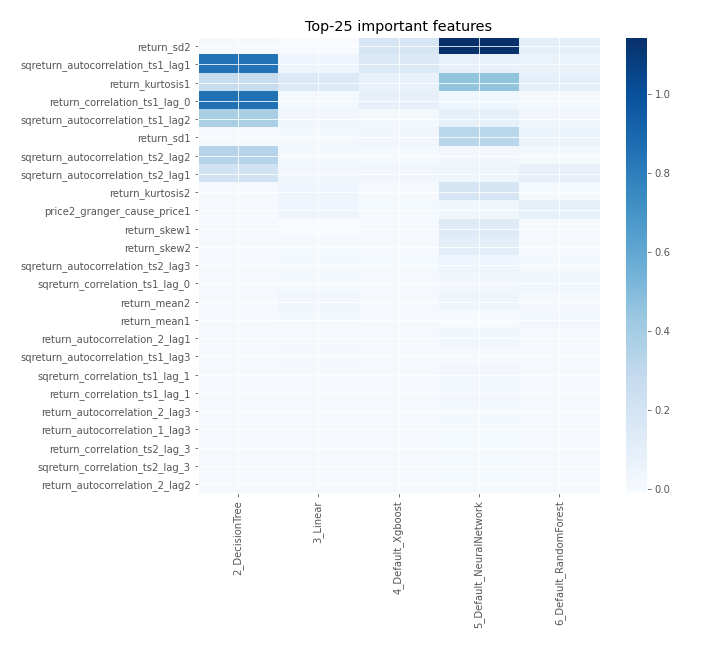 Top-25 important features
return_sd2
sqreturn_autocorrelation_ts1_lag1
return_kurtosis1
return_correlation_ts1_lag_0
sqreturn_autocorrelation_ts1_lag2
return_sd1
sqreturn_autocorrelation_ts2_lag2
sqreturn_autocorrelation_ts2_lag1
return_kurtosis2
price2_granger_cause_price1
return_skew1
return_skew2
sqreturn_autocorrelation_ts2_lag3
sqreturn_correlation_ts1_lag_0
return_mean2
return_mean1
return_autocorrelation_2_lag1
sqreturn_autocorrelation_ts1_lag3
sqreturn_correlation_ts1_lag_1
return_correlation_ts1_lag_1
return_autocorrelation_2_lag3
return_autocorrelation_1_lag3
return_correlation_ts2_lag_3
sqreturn_correlation_ts2_lag_3
return_autocorrelation_2_lag2
2_DecisionTree
3_Linear
4_Default_Xgboost
5_Default_NeuralNetwork
6_Default_RandomForest
1.0
0.8
0.6
0.4
0.2
0.0